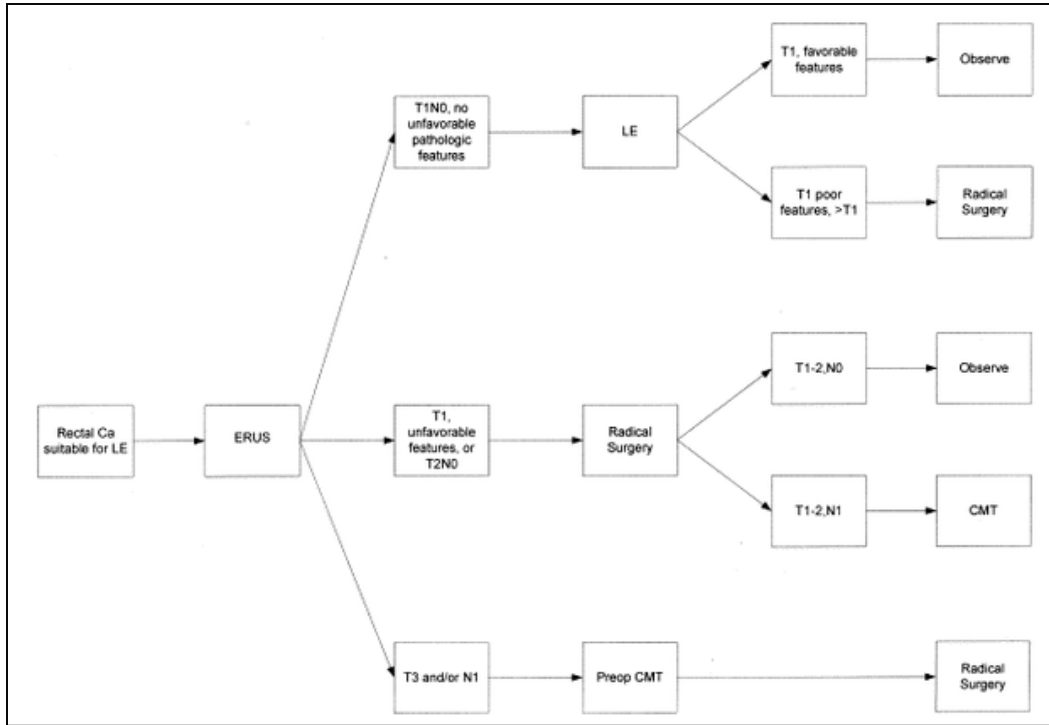 T1, favorable
features
Observe
T1N0, no
unfavorable
pathologic
features
LE
T1 poor
features, >T1
Radical
Surgery
Rectal Ca
suitable for LE
ERUS
T1,
unfavorable
features, or
T2N0
Radical
Surgery
T1-2,N0
Observe
T1-2,N1
CMT
T3 and/or N1
Preop CMT
Radical
Surgery